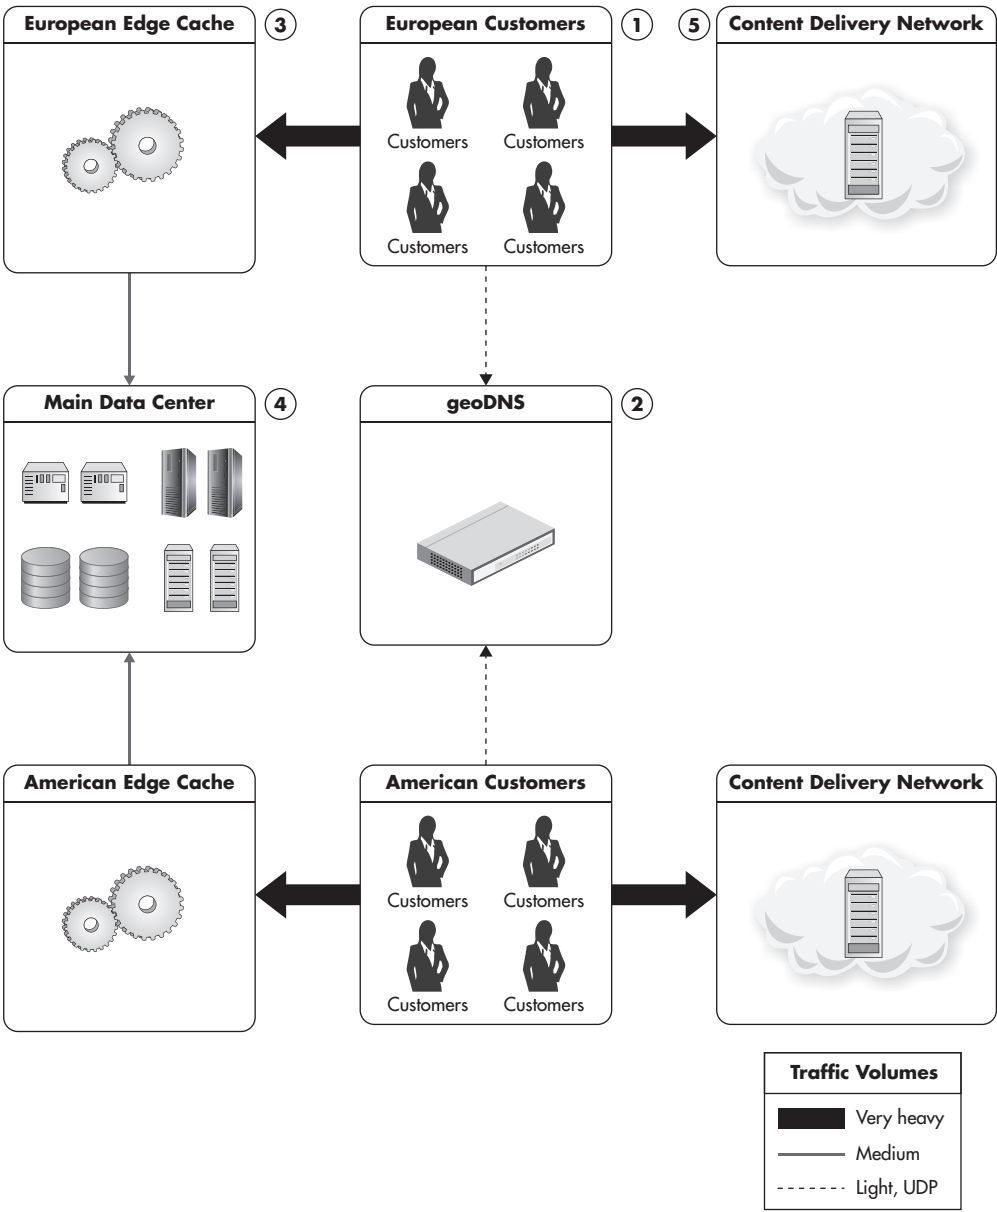 European Edge Cache
3
European Customers
1
5
Content Delivery Network
Customers
Customers
Customers
Customers
Main Data Center
4
geoDNS
2
American Edge Cache
American Customers
Content Delivery Network
Customers
Customers
Customers
Customers
Traffic Volumes
Very heavy
Medium
Light, UDP